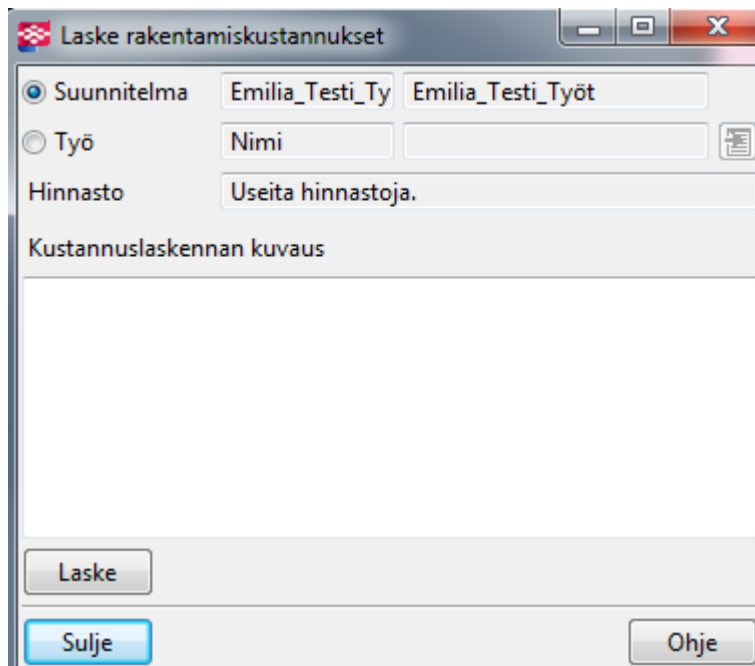 Laske rakentamiskustannukset
Suunnitelma Emilia_Testi_Ty Emilia_Testi_Työt
Työ Nimi
Hinnasto Useita hinnastoja.
Kustannuslaskennan kuvaus
Laske
Sulje Ohje